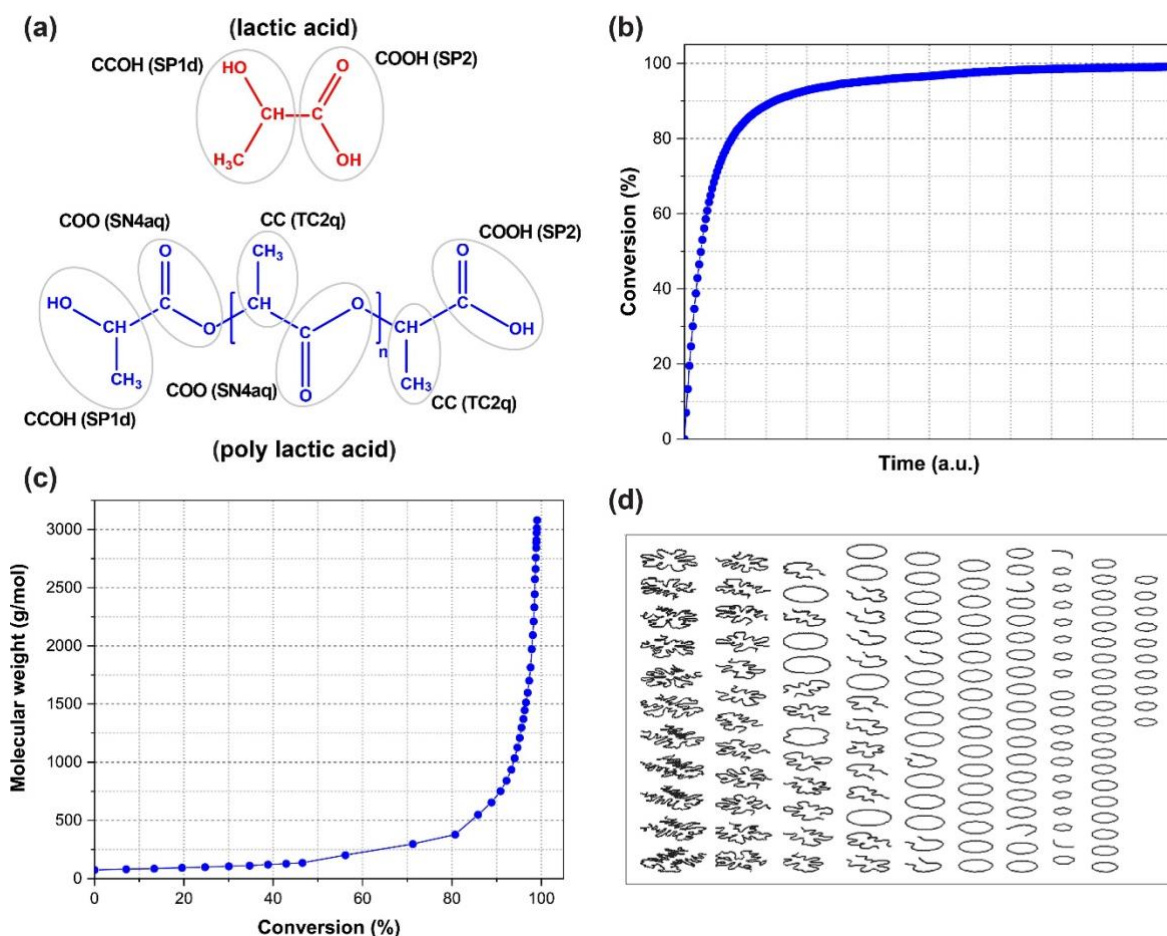 (a)
(lactic acid)
CCOH (SP1d)
COOH (SP2)
HO
O
CH
C
H₃C
OH
COO (SN4aq)
CC (TC2q)
COOH (SP2)
O
CH₃
O
HO
C
CH
O
C
CH
O
C
CH
OH
n
CH₃
O
CH₃
COO (SN4aq)
CCOH (SP1d)
CC (TC2q)
(poly lactic acid)
(b)
100
80
60
40
20
0
Conversion (%)
Time (a.u.)
(c)
3000
2500
2000
1500
1000
500
0
Molecular weight (g/mol)
0 20 40 60 80 100
Conversion (%)
(d)